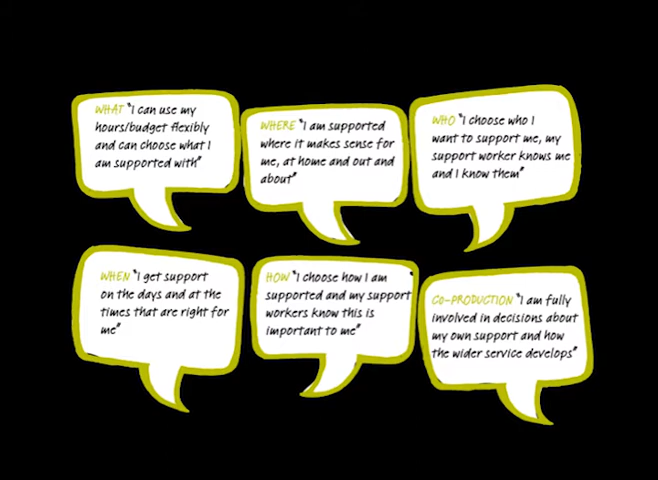 WHAT "I can use my
hours/budget flexibly
and can choose what I
am supported with"
WHERE "I am supported
where it makes sense for
me, at home and out and
about"
WHO "I choose who I
want to support me, my
support worker knows me
and I know them"
WHEN "I get support
on the days and at the
times that are right for
me"
HOW "I choose how I am
supported and my support
workers know this is
important to me"
CO-PRODUCTION "I am fully
involved in decisions about
my own support and how
the wider service develops"